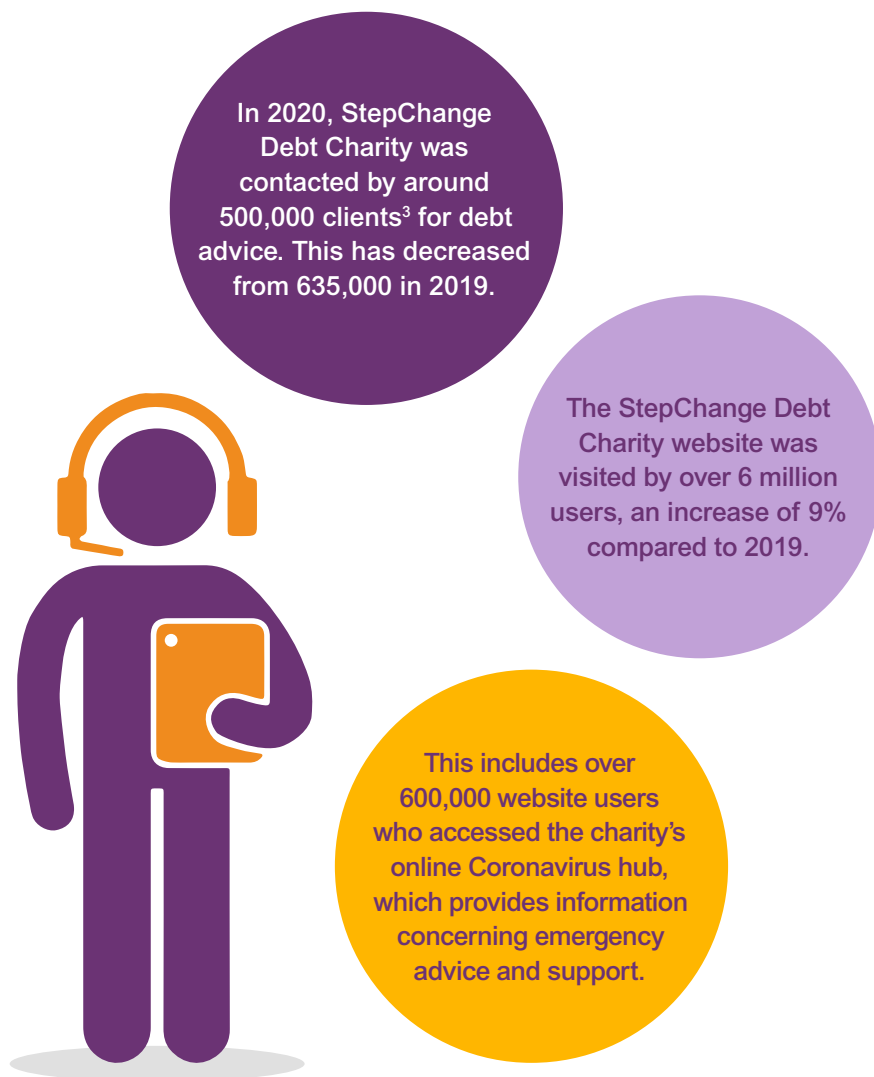 In 2020, StepChange
Debt Charity was
contacted by around
500,000 clients³ for debt
advice. This has decreased
from 635,000 in 2019.
The StepChange Debt
Charity website was
visited by over 6 million
users, an increase of 9%
compared to 2019.
This includes over
600,000 website users
who accessed the charity’s
online Coronavirus hub,
which provides information
concerning emergency
advice and support.